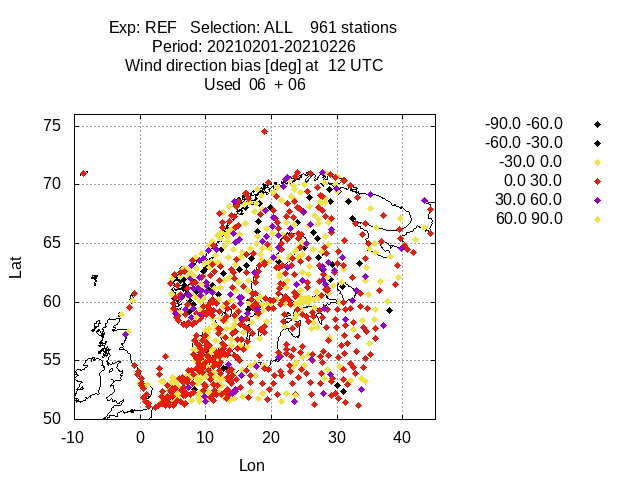 Exp: REF   Selection: ALL    961 stations
Period: 20210201-20210226
Wind direction bias [deg] at  12 UTC
Used  06  + 06
75
70
65
60
55
50
Lat
-10 0 10 20 30 40
Lon
-90.0 -60.0
-60.0 -30.0
-30.0 0.0
0.0 30.0
30.0 60.0
60.0 90.0